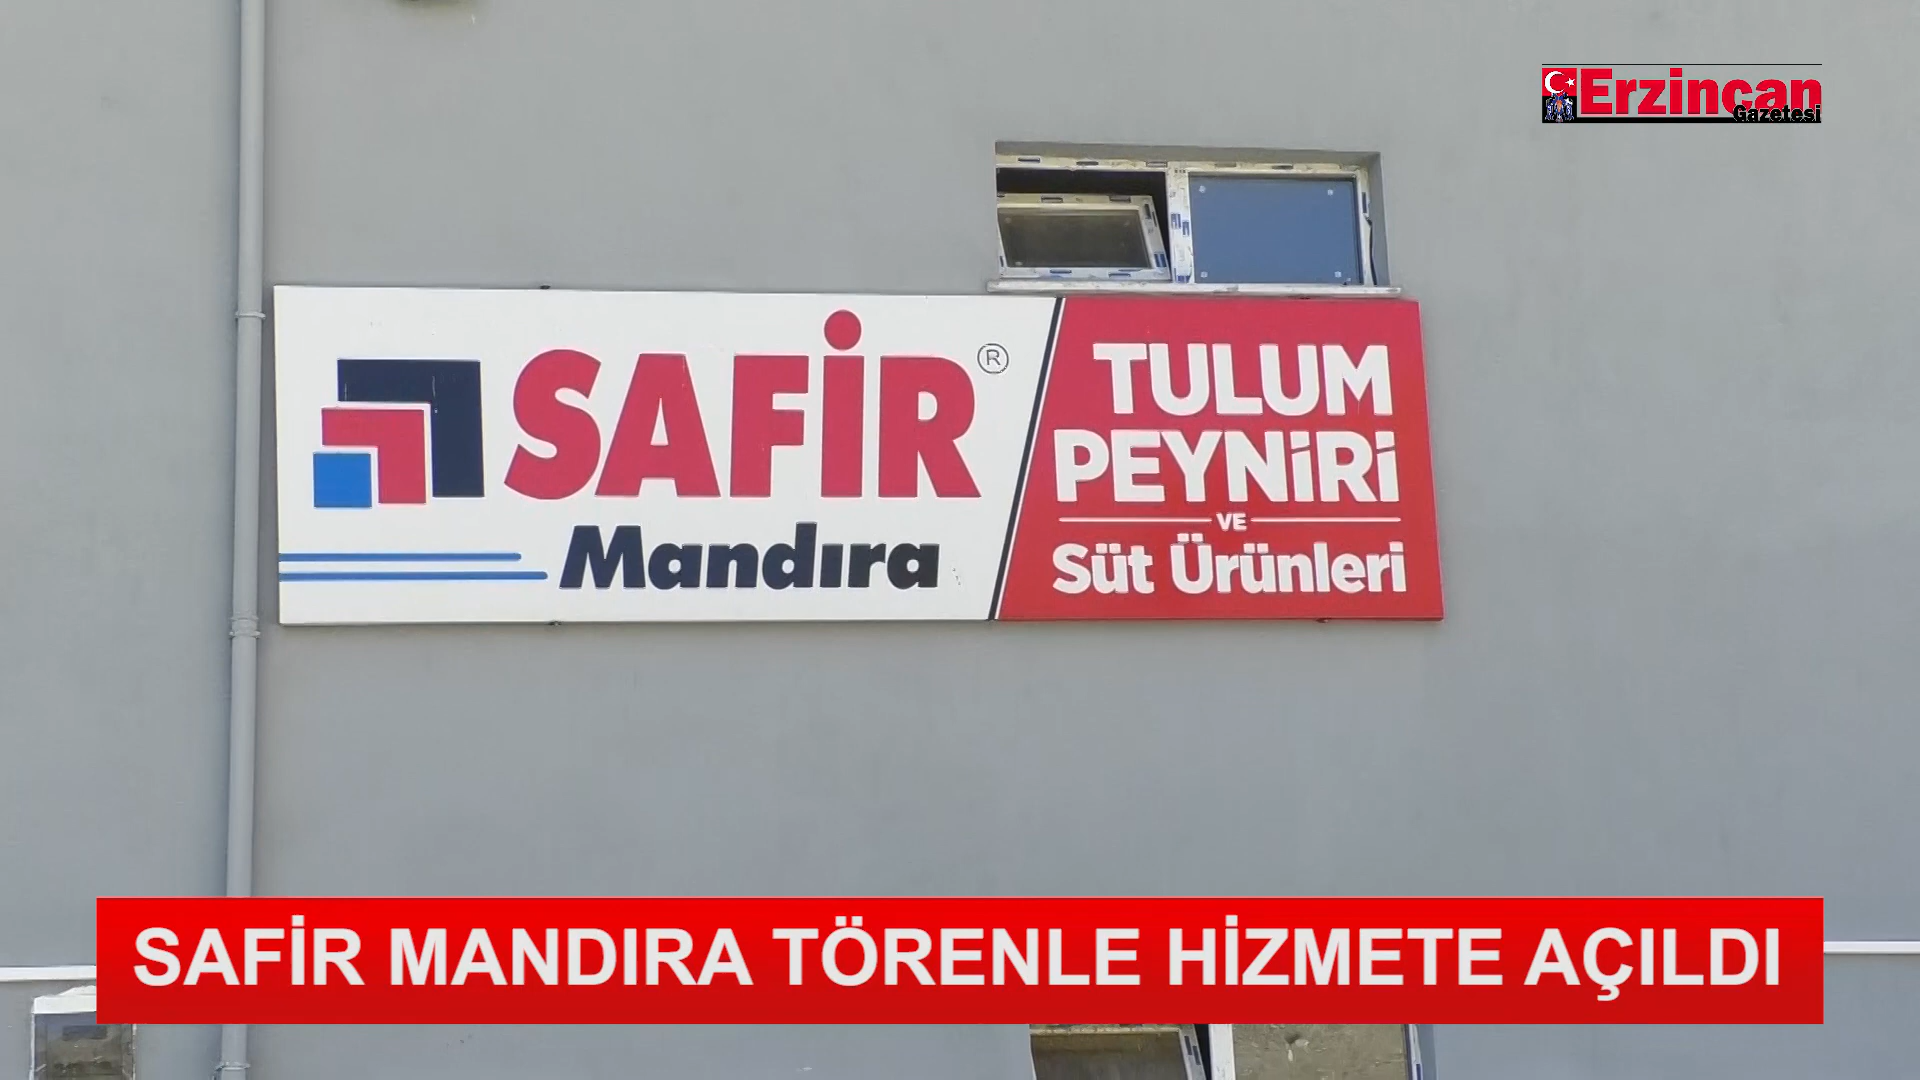 Erzincan
Gazetesi
SAFİR ®
Mandıra
TULUM
PEYNİRİ
VE
Süt Ürünleri
SAFİR MANDIRA TÖRENLE HİZMETE AÇILDI